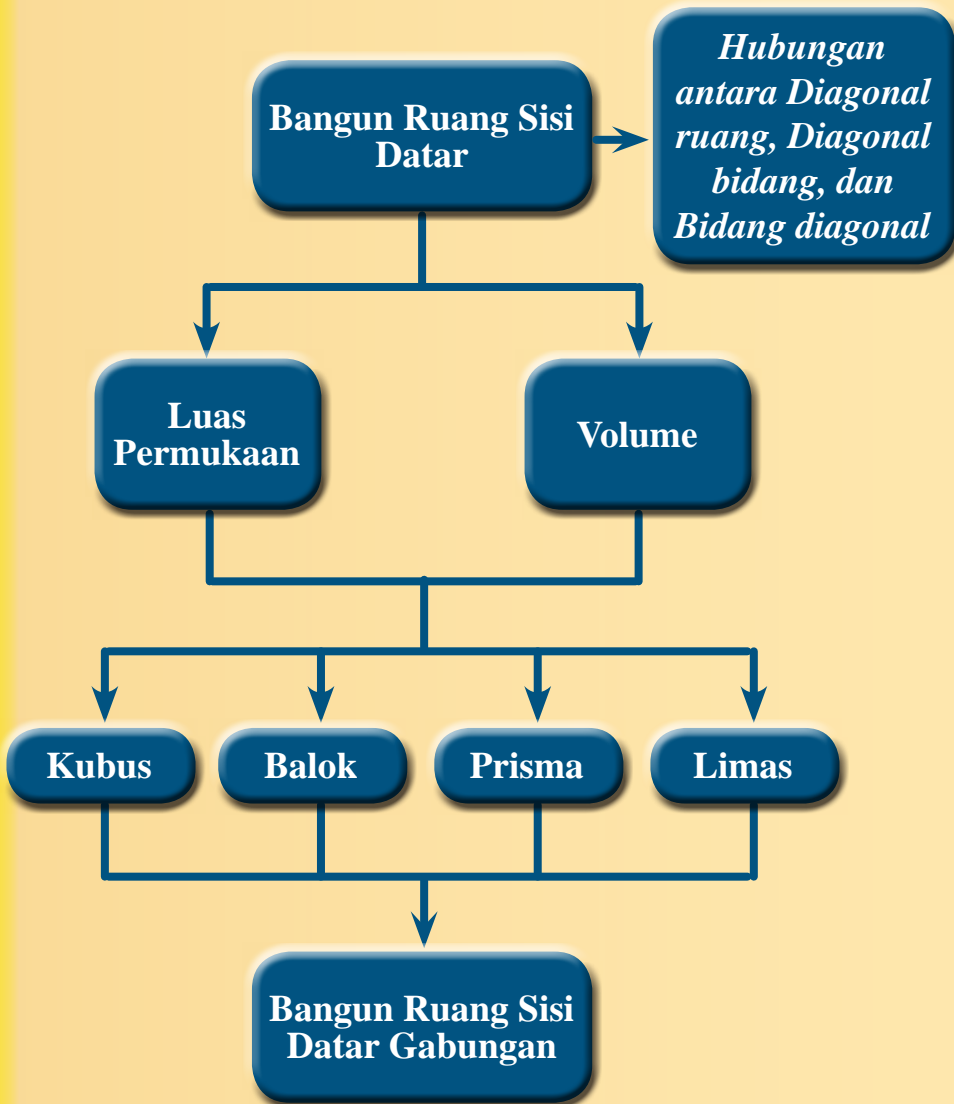 Bangun Ruang Sisi
Datar
Hubungan
antara Diagonal
ruang, Diagonal
bidang, dan
Bidang diagonal
Luas
Permukaan
Volume
Kubus
Balok
Prisma
Limas
Bangun Ruang Sisi
Datar Gabungan